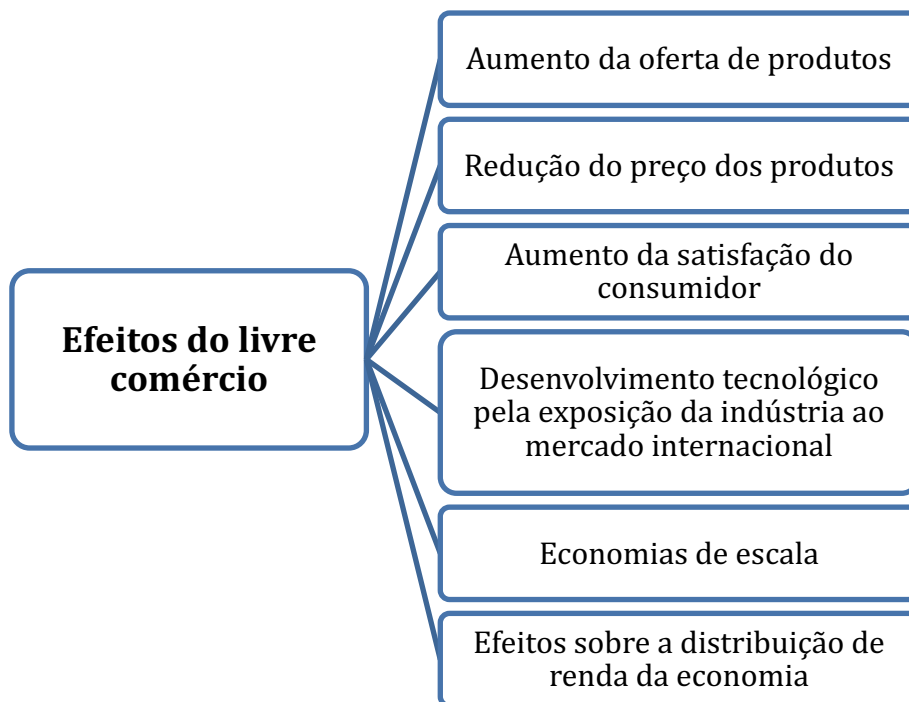 Efeitos do livre
comércio
Aumento da oferta de produtos
Redução do preço dos produtos
Aumento da satisfação do
consumidor
Desenvolvimento tecnológico
pela exposição da indústria ao
mercado internacional
Economias de escala
Efeitos sobre a distribuição de
renda da economia